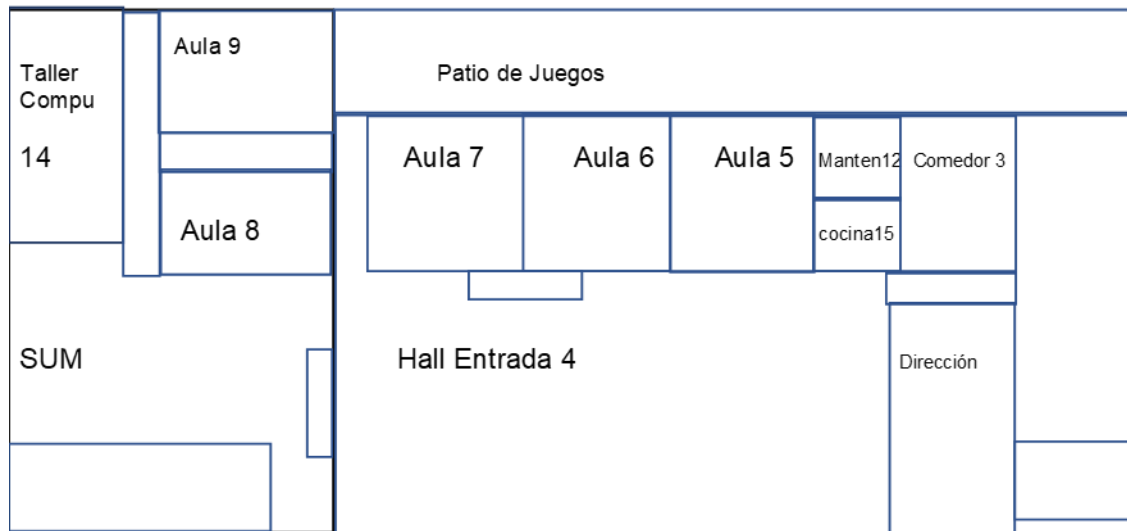 Aula 9
Taller
Compu
Patio de Juegos
14
Aula 7
Aula 6
Aula 5
Manten12
Comedor 3
Aula 8
cocina15
SUM
Hall Entrada 4
Dirección